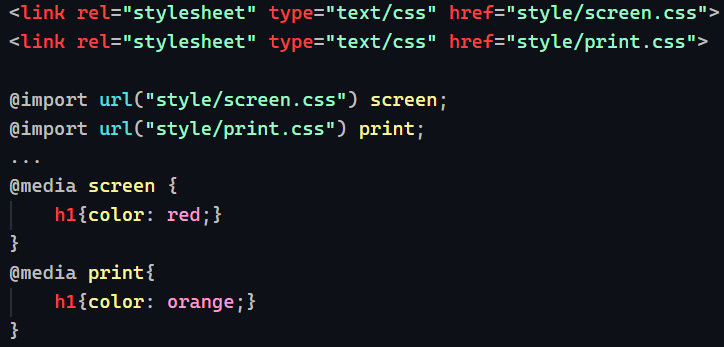 <link rel="stylesheet" type="text/css" href="style/screen.css">
<link rel="stylesheet" type="text/css" href="style/print.css">

@import url("style/screen.css") screen;
@import url("style/print.css") print;
...
@media screen {
    h1{color: red;}
}
@media print{
    h1{color: orange;}
}